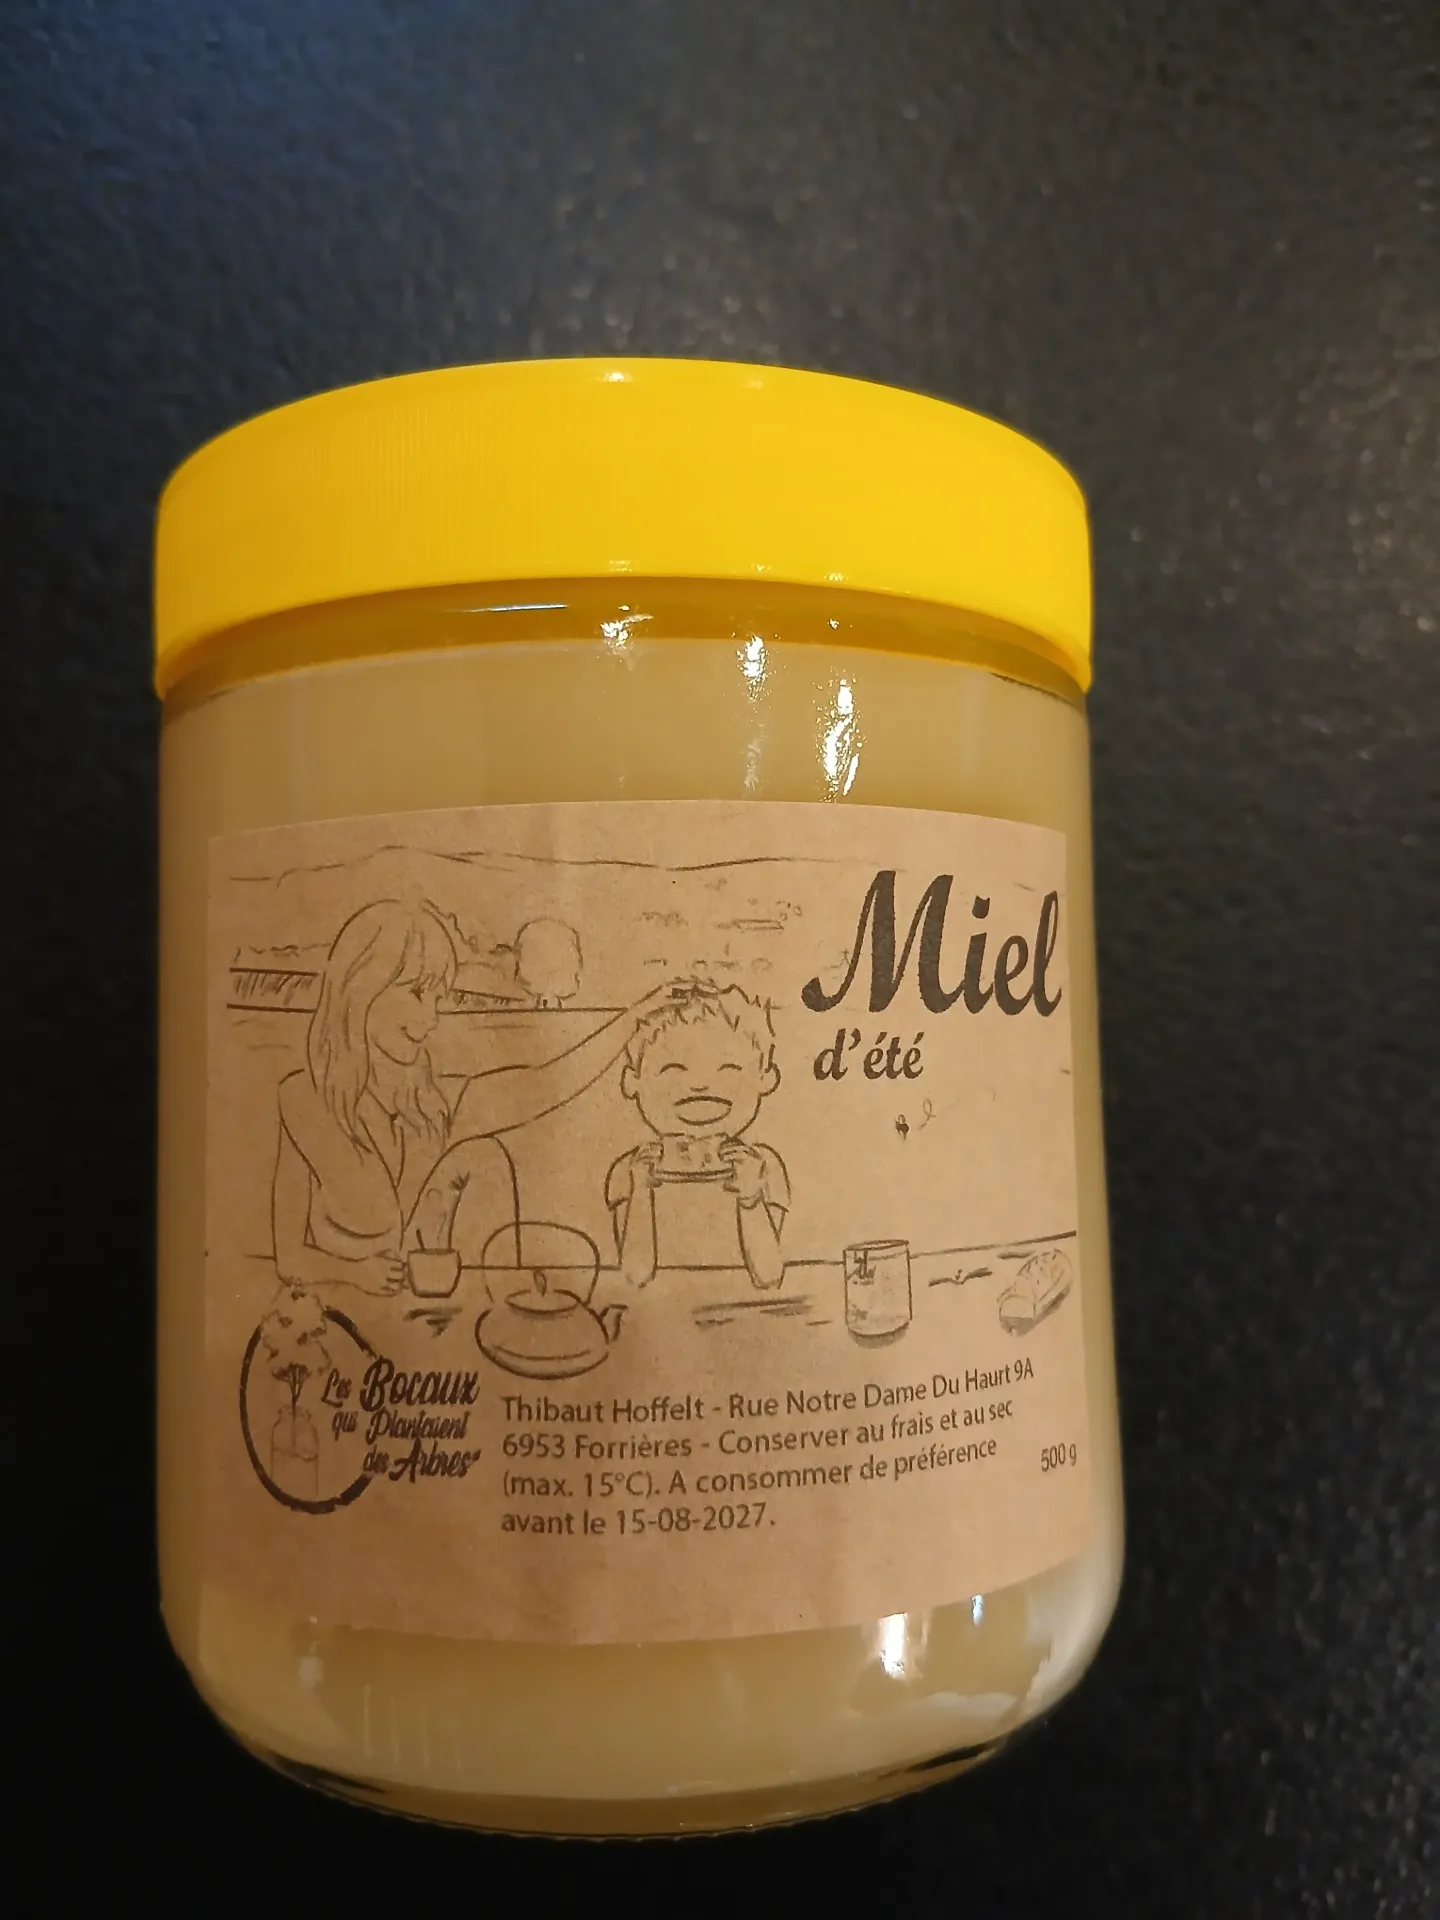 Miel
d'été
Les Bocaux
qui Plantaient
des Arbres
Thibaut Hoffelt - Rue Notre Dame Du Haurt 9A
6953 Forrières - Conserver au frais et au sec
(max. 15°C). A consommer de préférence
avant le 15-08-2027.
500 g